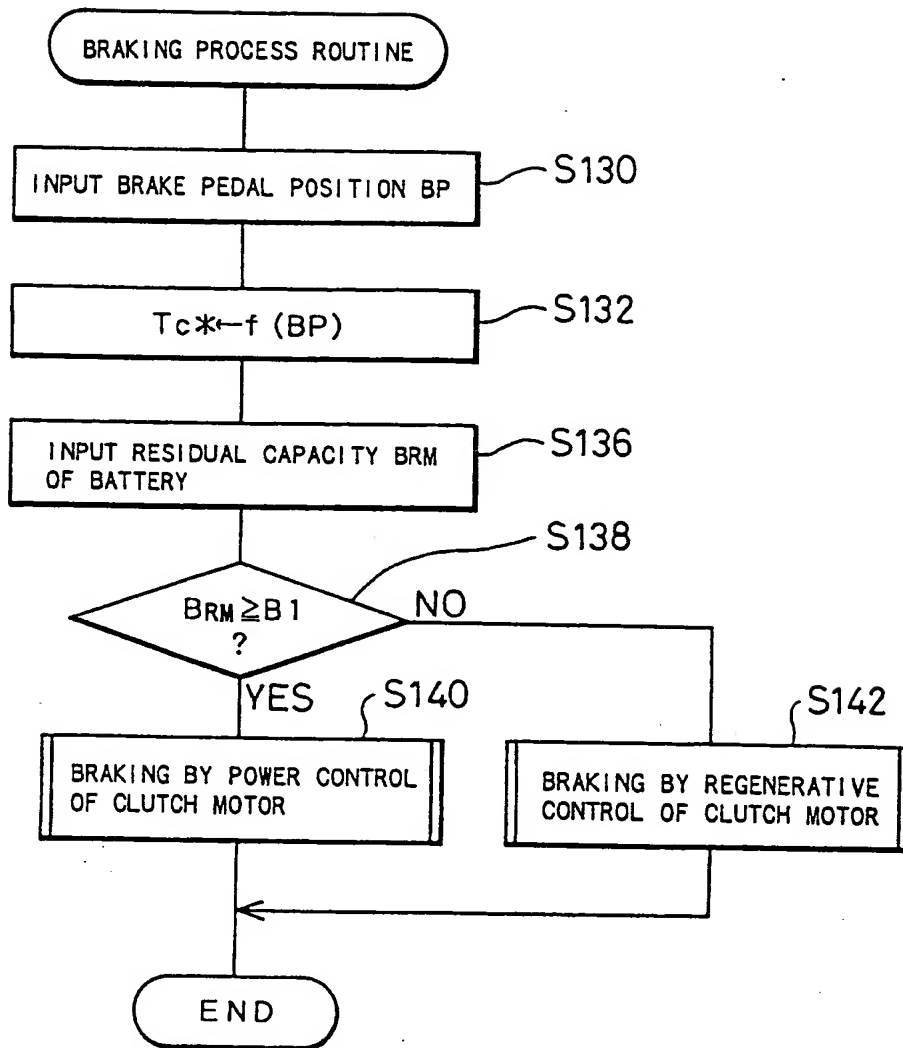 BRAKING PROCESS ROUTINE
INPUT BRAKE PEDAL POSITION BP
S130
Tc*←f (BP)
S132
INPUT RESIDUAL CAPACITY BRM
OF BATTERY
S136
S138
BRM≧B1
?
NO
YES
S140
BRAKING BY POWER CONTROL
OF CLUTCH MOTOR
S142
BRAKING BY REGENERATIVE
CONTROL OF CLUTCH MOTOR
END